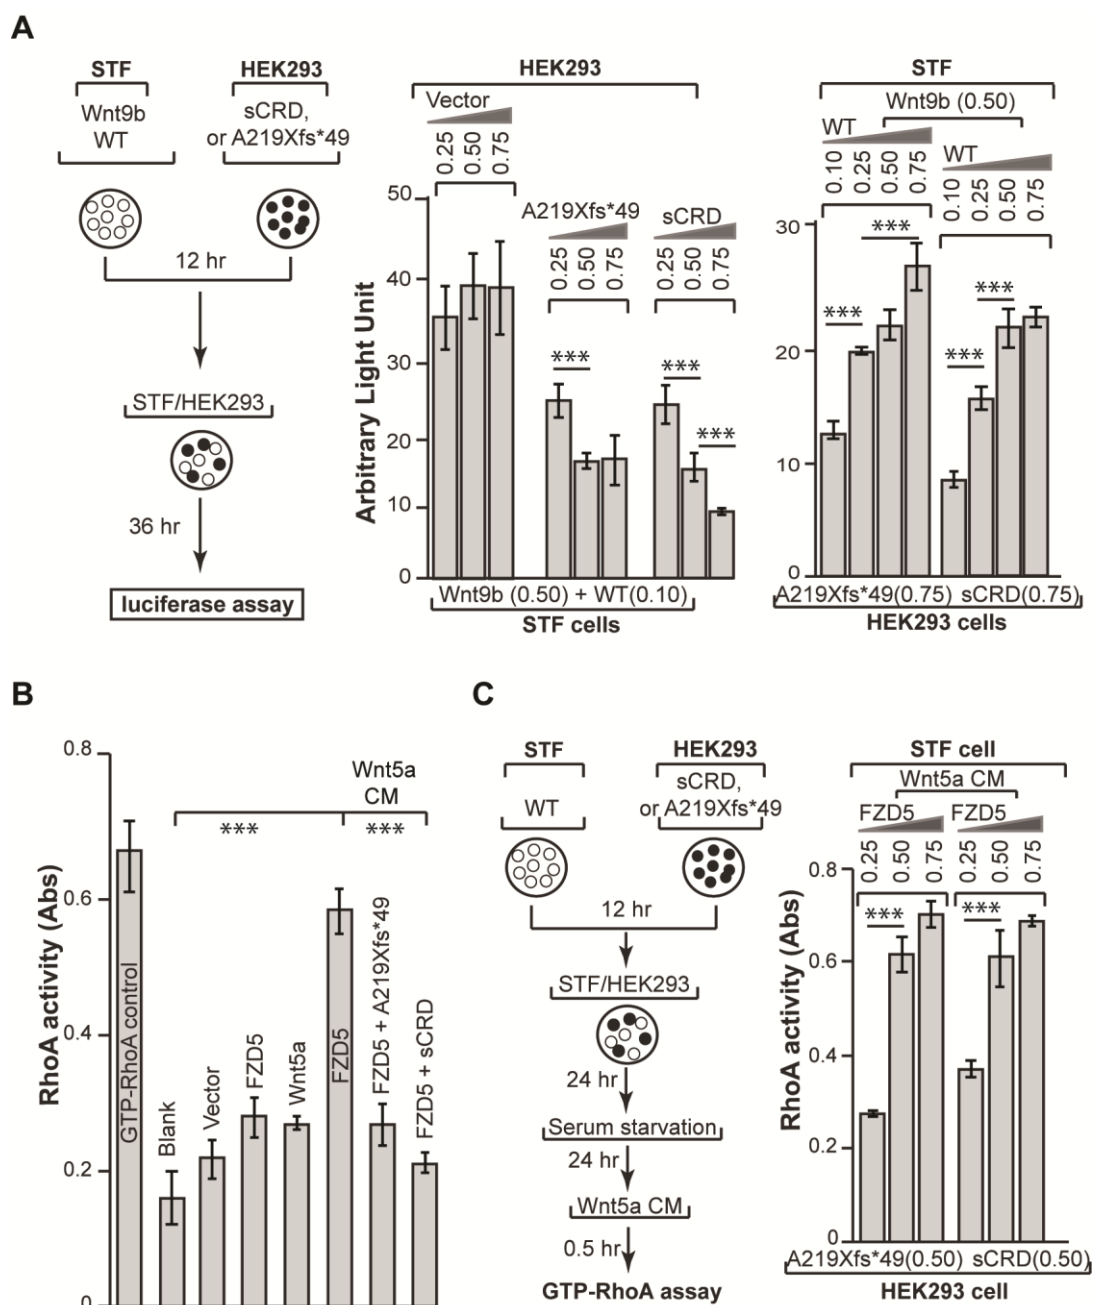 A
STF
HEK293
Wnt9b
WT
sCRD,
or A219Xfs*49
12 hr
STF/HEK293
36 hr
luciferase assay
HEK293
Vector
0.25
0.50
0.75
A219Xfs*49
0.25
0.50
0.75
sCRD
0.25
0.50
0.75
Arbitrary Light Unit
50
40
30
20
10
0
***
***
***
Wnt9b (0.50) + WT(0.10)
STF cells
STF
Wnt9b (0.50)
WT
0.10
0.25
0.50
0.75
WT
0.10
0.25
0.50
0.75
30
20
10
0
***
***
***
***
A219Xfs*49(0.75) sCRD(0.75)
HEK293 cells
B
RhoA activity (Abs)
0.8
0.6
0.4
0.2
0
Wnt5a
CM
***
***
GTP-RhoA control
Blank
Vector
FZD5
Wnt5a
FZD5
FZD5 + A219Xfs*49
FZD5 + sCRD
C
STF
HEK293
WT
sCRD,
or A219Xfs*49
12 hr
STF/HEK293
24 hr
Serum starvation
24 hr
Wnt5a CM
0.5 hr
GTP-RhoA assay
STF cell
Wnt5a CM
FZD5
FZD5
0.25
0.50
0.75
0.25
0.50
0.75
RhoA activity (Abs)
0.8
0.6
0.4
0.2
0
***
***
A219Xfs*49(0.50) sCRD(0.50)
HEK293 cell